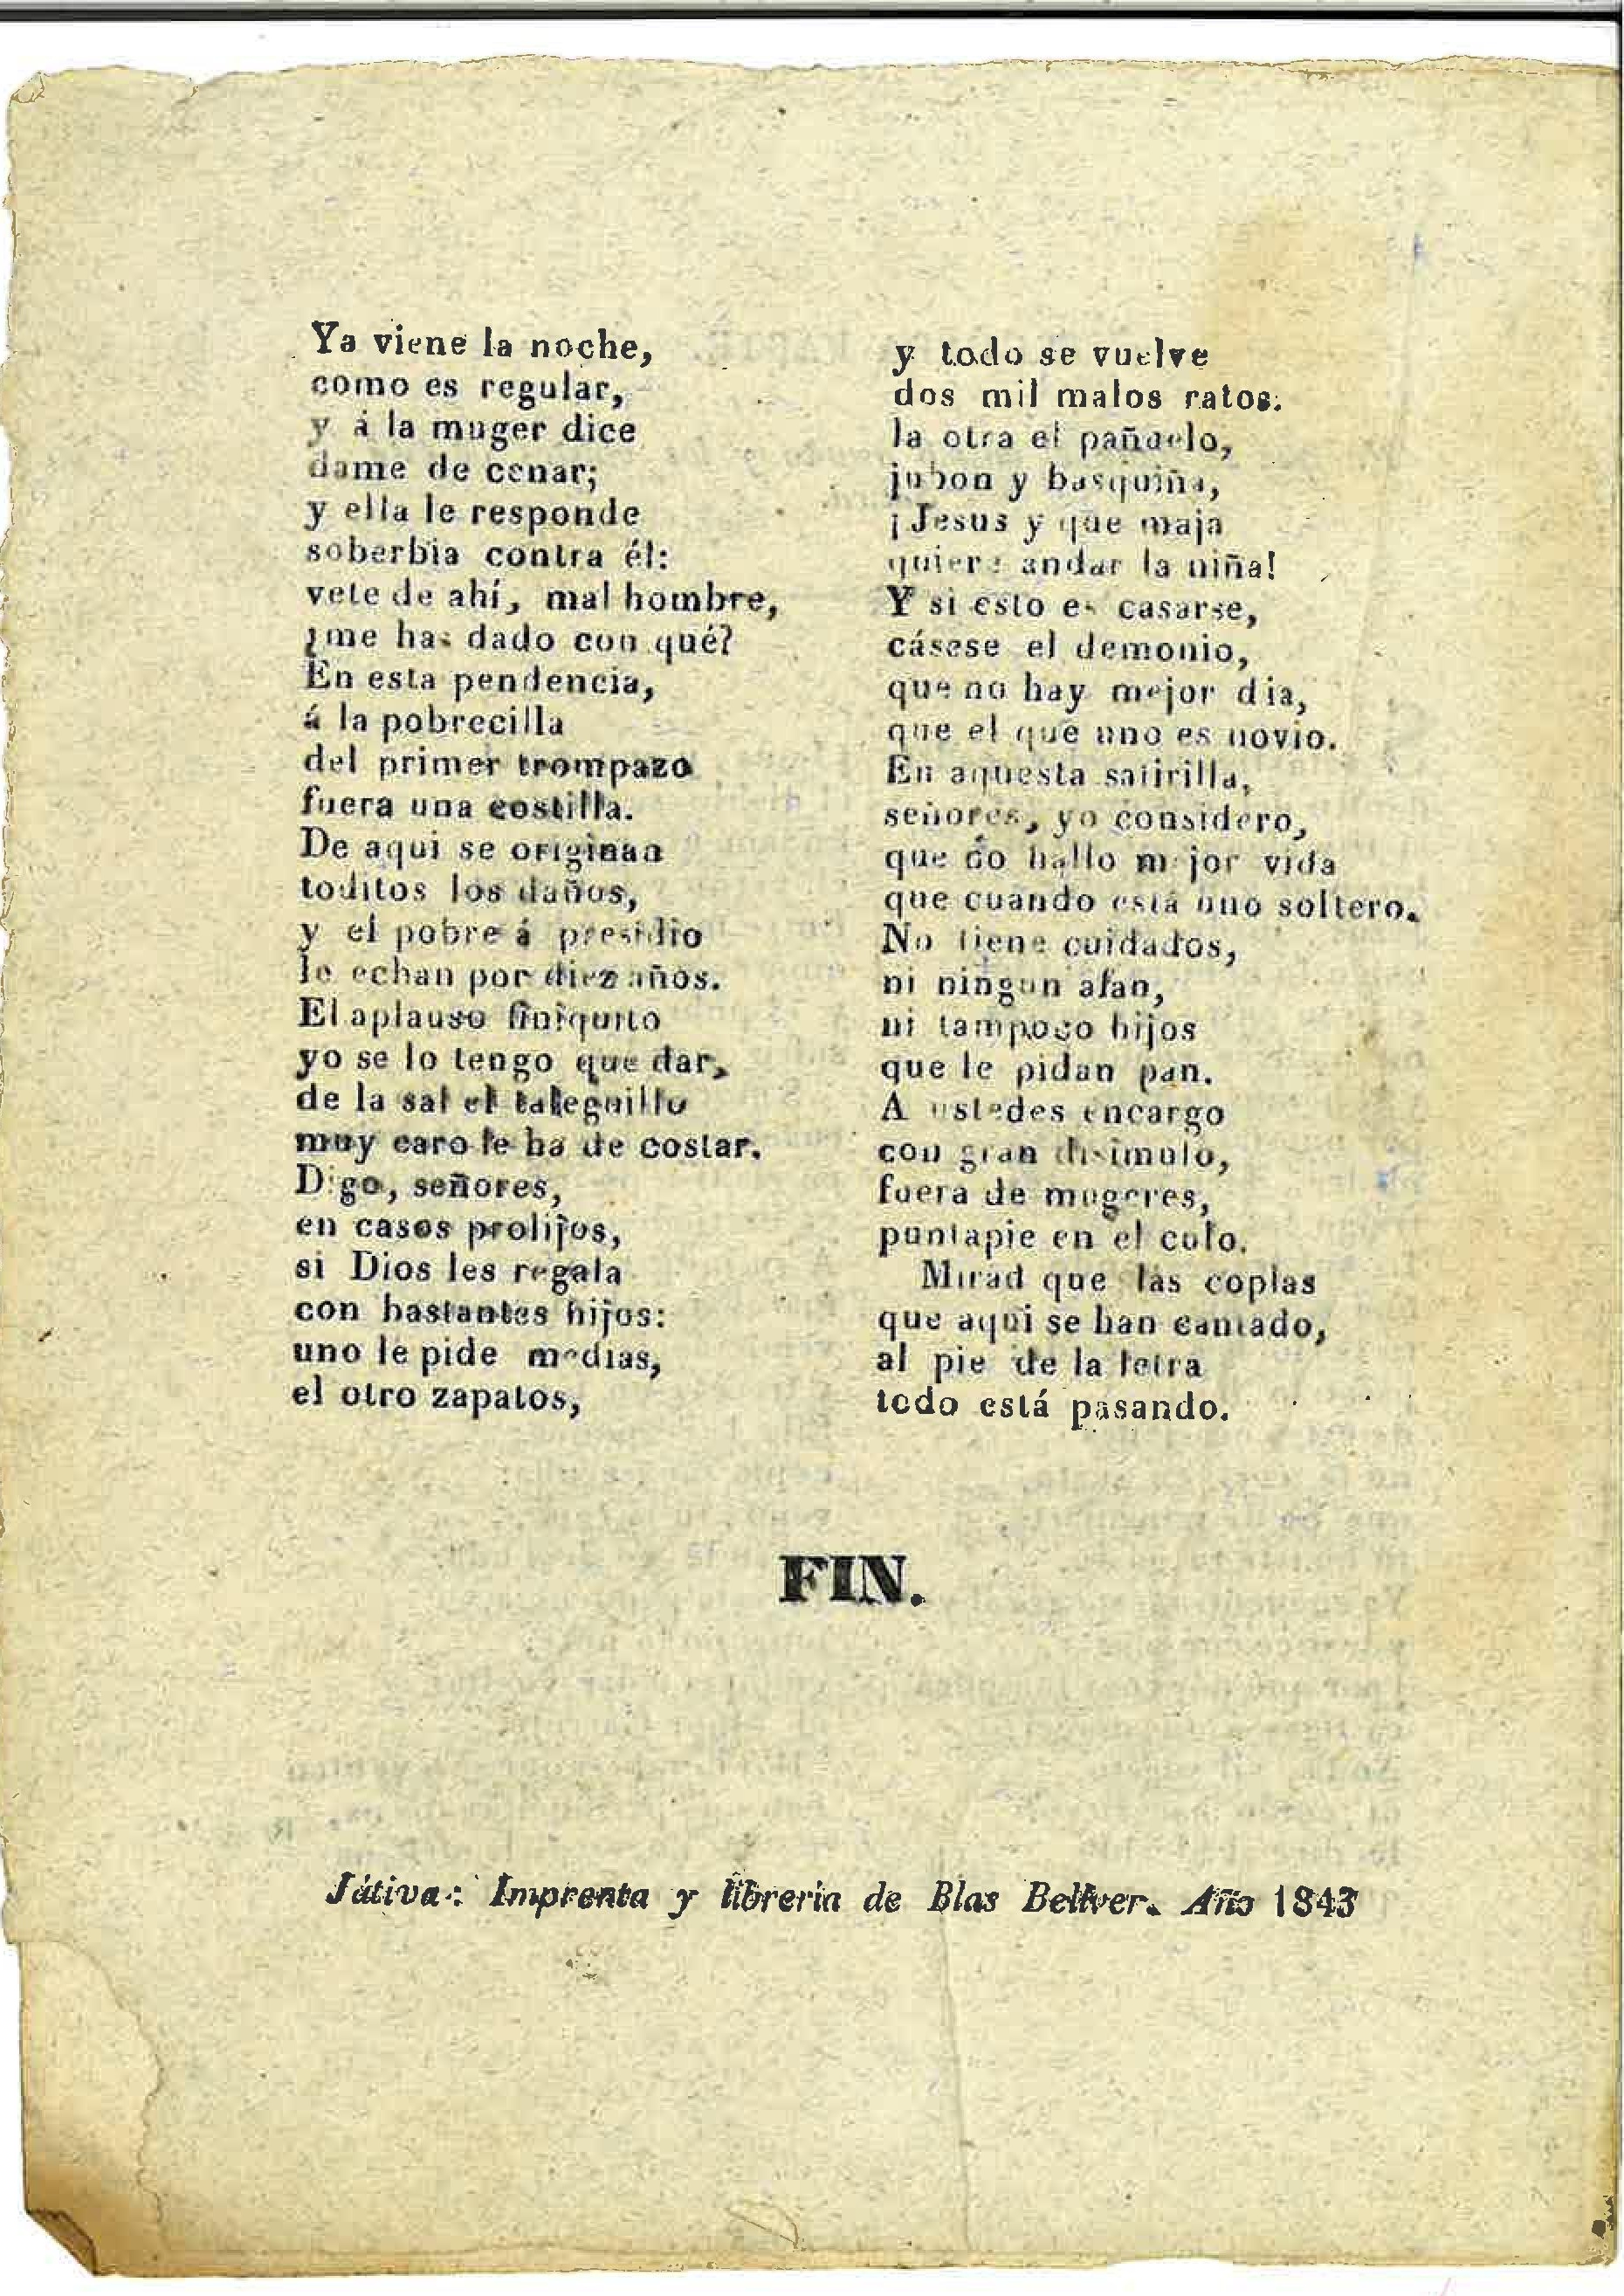 Ya viene la noche,
como es regular,
y á la muger dice
dame de cenar;
y ella le responde
soberbia contra él:
vete de ahí, mal hombre,
¿me has dado con qué?
En esta pendencia,
á la pobrecilla
del primer trompazo
fuera una costilla.
De aqui se originan
toditos los daños,
y el pobre á presidio
le echan por diez años.
El aplauso finiquito
yo se lo tengo que dar,
de la sal el taleguillo
muy caro le ha de costar.
Digo, señores,
en casos prolijos,
si Dios les regala
con bastantes hijos:
uno le pide medias,
el otro zapatos,
y todo se vuelve
dos mil malos ratos.
la otra el pañuelo,
jubon y basquiña,
¡Jesus y que maja
quiere andar la niña!
Y si esto es casarse,
cásese el demonio,
que no hay mejor dia,
que el que uno es novio.
En aquesta satirilla,
señores, yo considero,
que no hallo mejor vida
que cuando está uno soltero.
No tiene cuidados,
ni ningun afan,
ni tampoco hijos
que le pidan pan.
A ustedes encargo
con gran disimulo,
fuera de mugeres,
puntapie en el culo.
Mirad que las coplas
que aqui se han cantado,
al pie de la letra
todo está pasando.
FIN.
Játiva: Imprenta y libreria de Blas Bellver. Año 1843